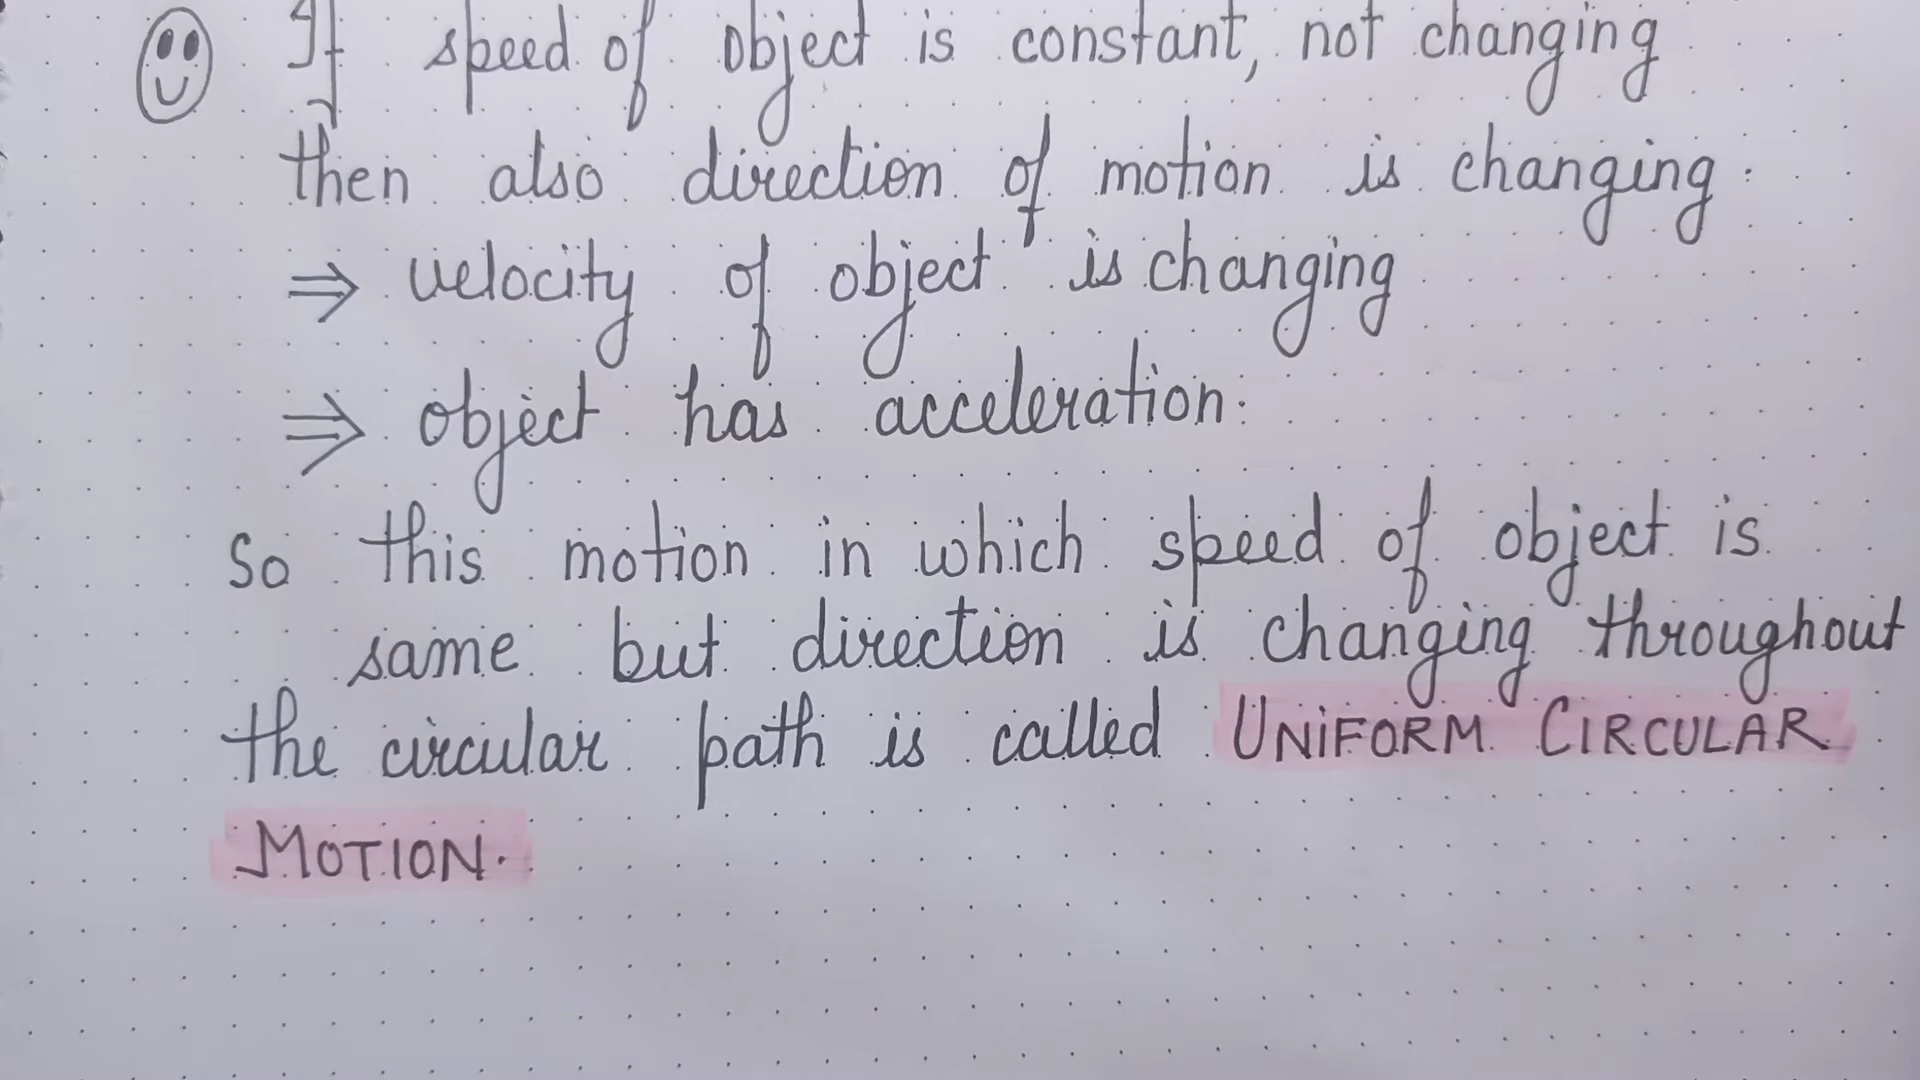 If speed of object is constant, not changing
then also direction of motion is changing.
⇒ velocity of object is changing
⇒ object has acceleration.
So this motion in which speed of object is
same but direction is changing throughout
the circular path is called UNIFORM CIRCULAR
MOTION.